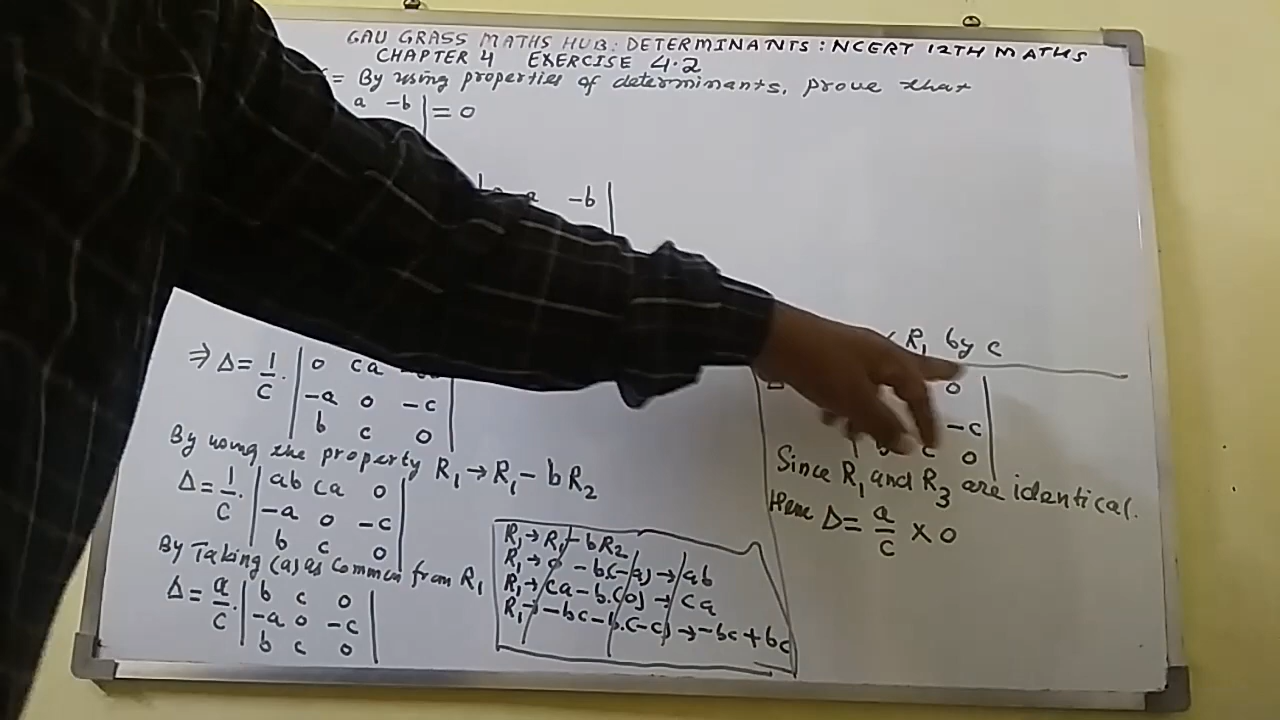 GAU GRASS MATHS HUB: DETERMINANTS: NCERT 12TH MATHS
CHAPTER 4 EXERCISE 4.2
= By using properties of determinants, prove that
a -b | = 0
a -b |
⇒ Δ = 1/c . | 0 ca
-a 0 -c
b c 0 |
By using the property R₁ → R₁ - bR₂
Δ = 1/c . | ab ca 0
-a 0 -c
b c 0 |
By Taking (a) as Common from R₁
Δ = a/c . | b c 0
-a 0 -c
b c 0 |
R₁ → R₁ - bR₂
R₁ → 0 - b(-a) → ab
R₁ → ca - b.(0) → ca
R₁ → -bc - b.(-c) → -bc + bc
R₁ by c
0
-c
c 0 |
Since R₁ and R₃ are identical.
Hence Δ = a/c × 0